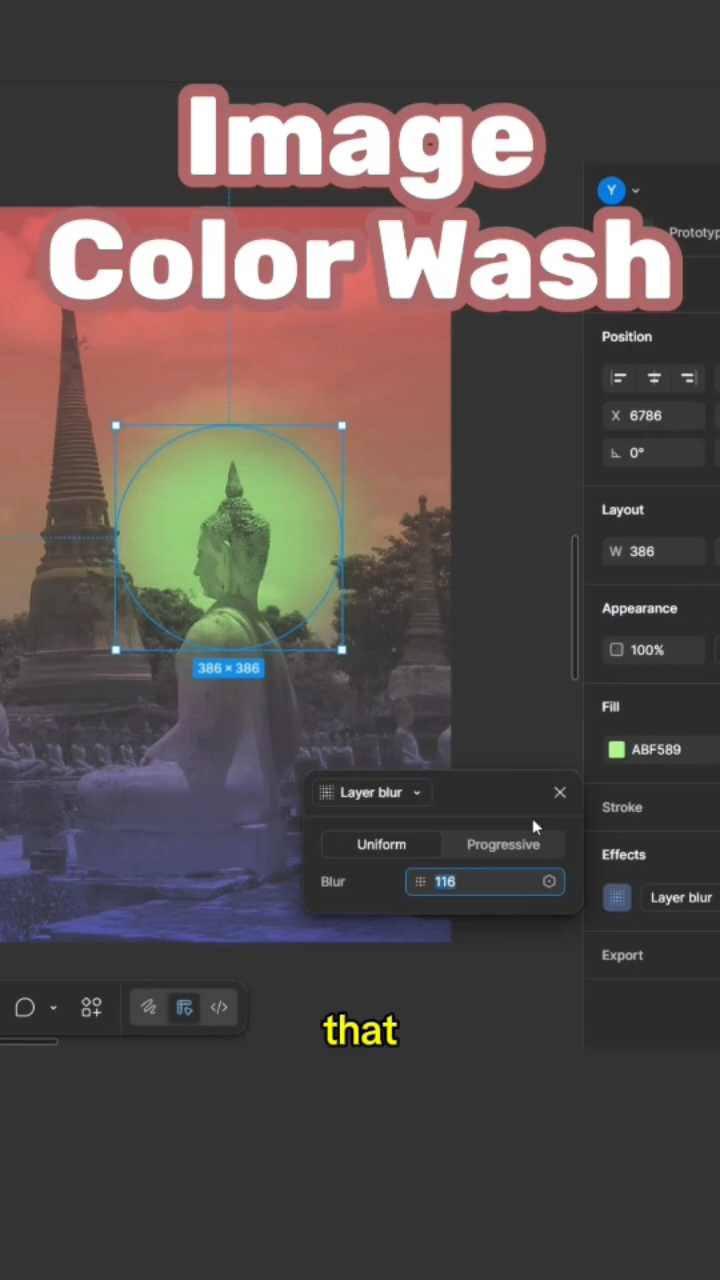 Image
Color Wash
Y
Prototyp
Position
X 6786
0°
Layout
W 386
Appearance
100%
386 × 386
Fill
ABF589
Layer blur
Stroke
Uniform Progressive
Effects
Blur 116
Layer blur
Export
that